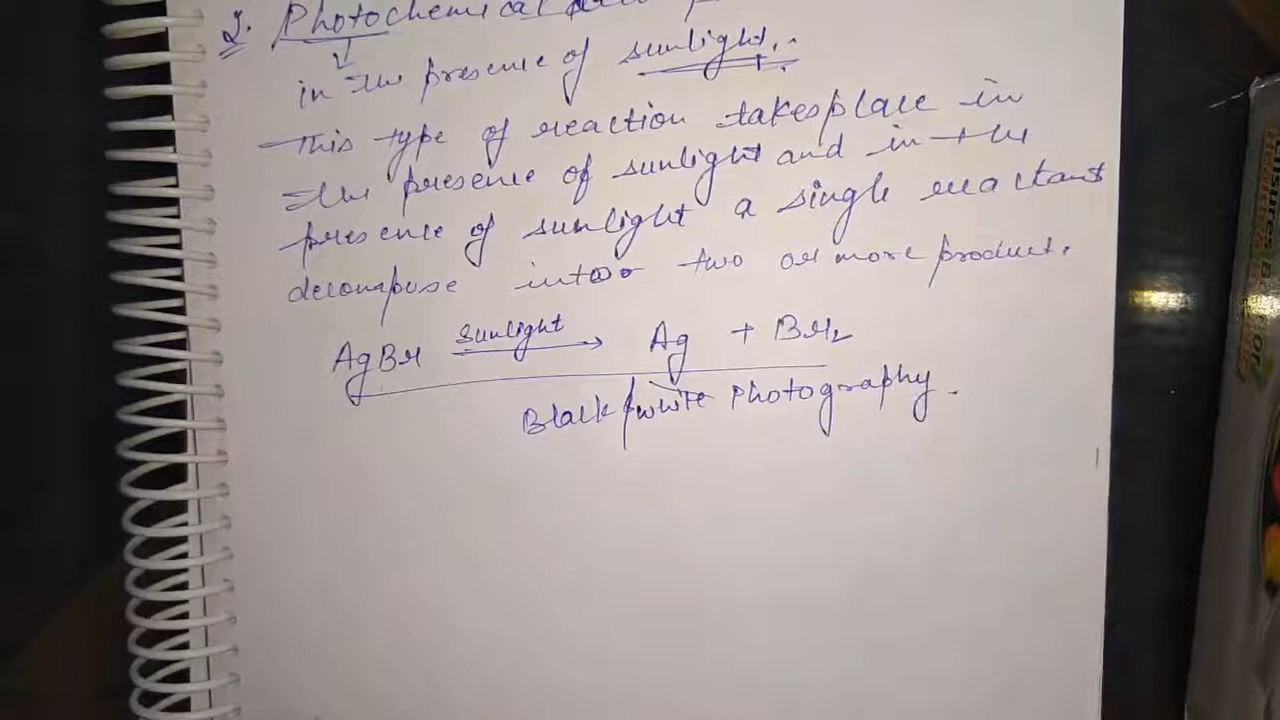 2. Photochemical
in the presence of sunlight.
This type of reaction takesplace in
the presence of sunlight and in the
presence of sunlight a single reactant
decompose into two or more product.
AgBr sunlight → Ag + Br₂
Black/white Photography.